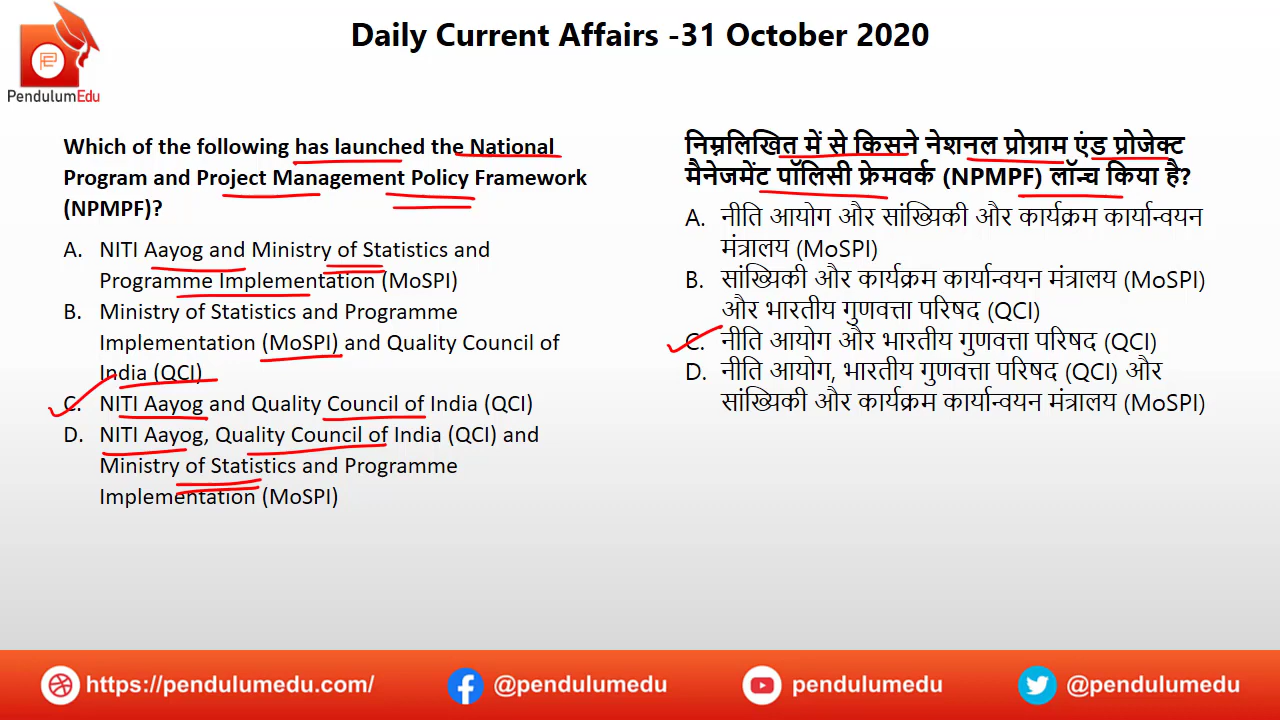 Daily Current Affairs -31 October 2020
PendulumEdu
Which of the following has launched the National
Program and Project Management Policy Framework
(NPMPF)?
A. NITI Aayog and Ministry of Statistics and
Programme Implementation (MoSPI)
B. Ministry of Statistics and Programme
Implementation (MoSPI) and Quality Council of
India (QCI)
C. NITI Aayog and Quality Council of India (QCI)
D. NITI Aayog, Quality Council of India (QCI) and
Ministry of Statistics and Programme
Implementation (MoSPI)
निम्नलिखित में से किसने नेशनल प्रोग्राम एंड प्रोजेक्ट
मैनेजमेंट पॉलिसी फ्रेमवर्क (NPMPF) लॉन्च किया है?
A. नीति आयोग और सांख्यिकी और कार्यक्रम कार्यान्वयन
मंत्रालय (MoSPI)
B. सांख्यिकी और कार्यक्रम कार्यान्वयन मंत्रालय (MoSPI)
और भारतीय गुणवत्ता परिषद (QCI)
C. नीति आयोग और भारतीय गुणवत्ता परिषद (QCI)
D. नीति आयोग, भारतीय गुणवत्ता परिषद (QCI) और
सांख्यिकी और कार्यक्रम कार्यान्वयन मंत्रालय (MoSPI)
https://pendulumedu.com/
@pendulumedu
pendulumedu
@pendulumedu